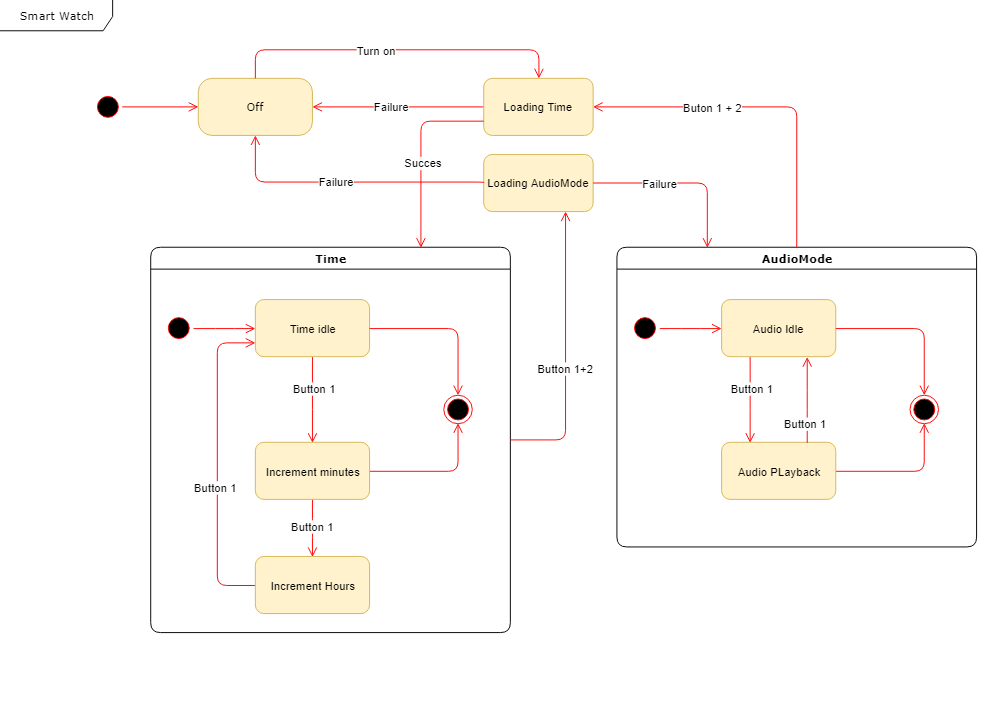 Smart Watch
Turn on
Off
Failure
Loading Time
Buton 1 + 2
Succes
Failure
Loading AudioMode
Failure
Time
AudioMode
Time idle
Audio Idle
Button 1
Button 1+2
Button 1
Button 1
Increment minutes
Audio PLayback
Button 1
Button 1
Increment Hours